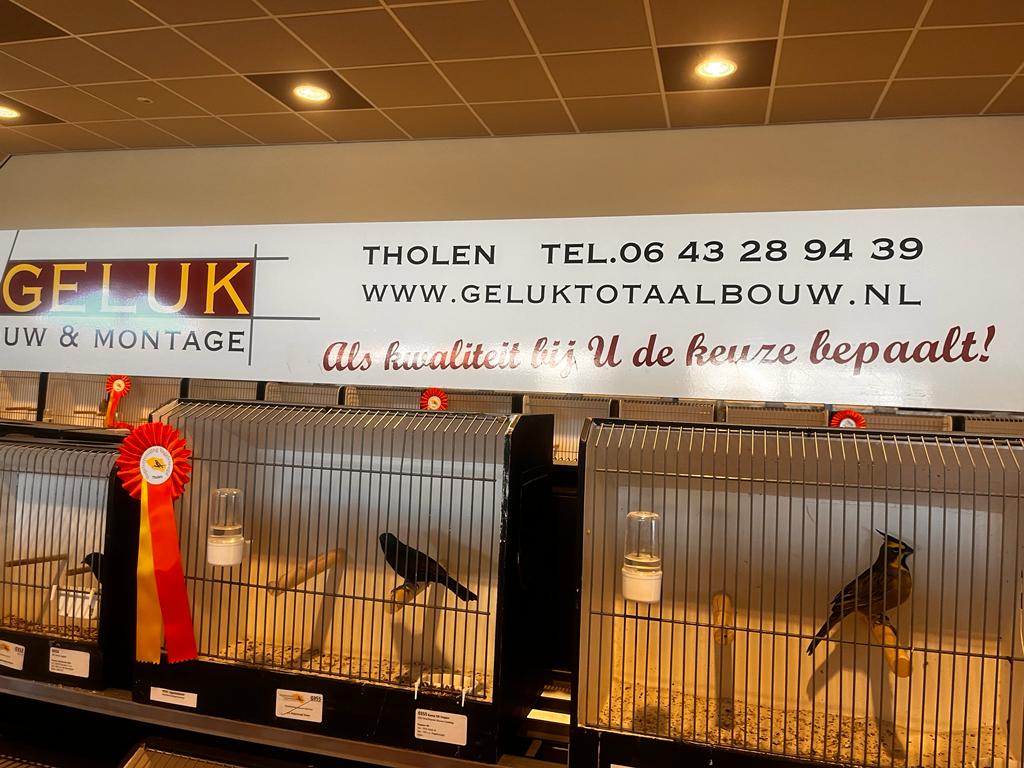 GELUK
UW & MONTAGE
THOLEN TEL.06 43 28 94 39
WWW.GELUKTOTAALBOUW.NL
Als kwaliteit bij U de keuze bepaalt!